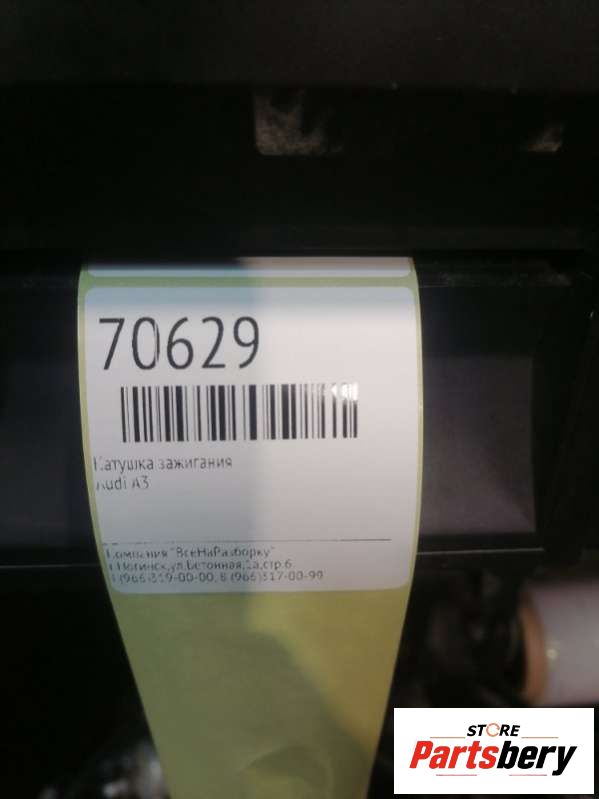 70629
Катушка зажигания
Audi A3
Компания "ВсеНаРазборку"
г.Ногинск,ул.Бетонная,1а,стр.6
8 (966)319-00-00, 8 (966)317-00-99
STORE
Partsbery